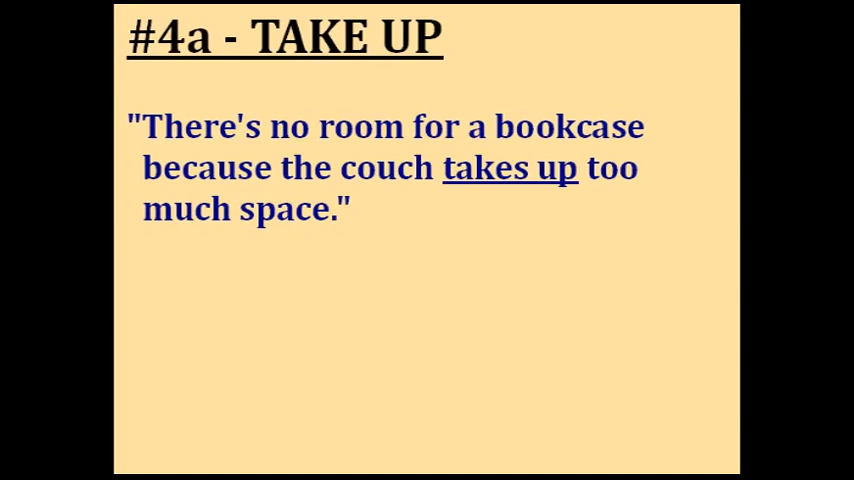 #4a - TAKE UP
"There's no room for a bookcase
because the couch takes up too
much space."